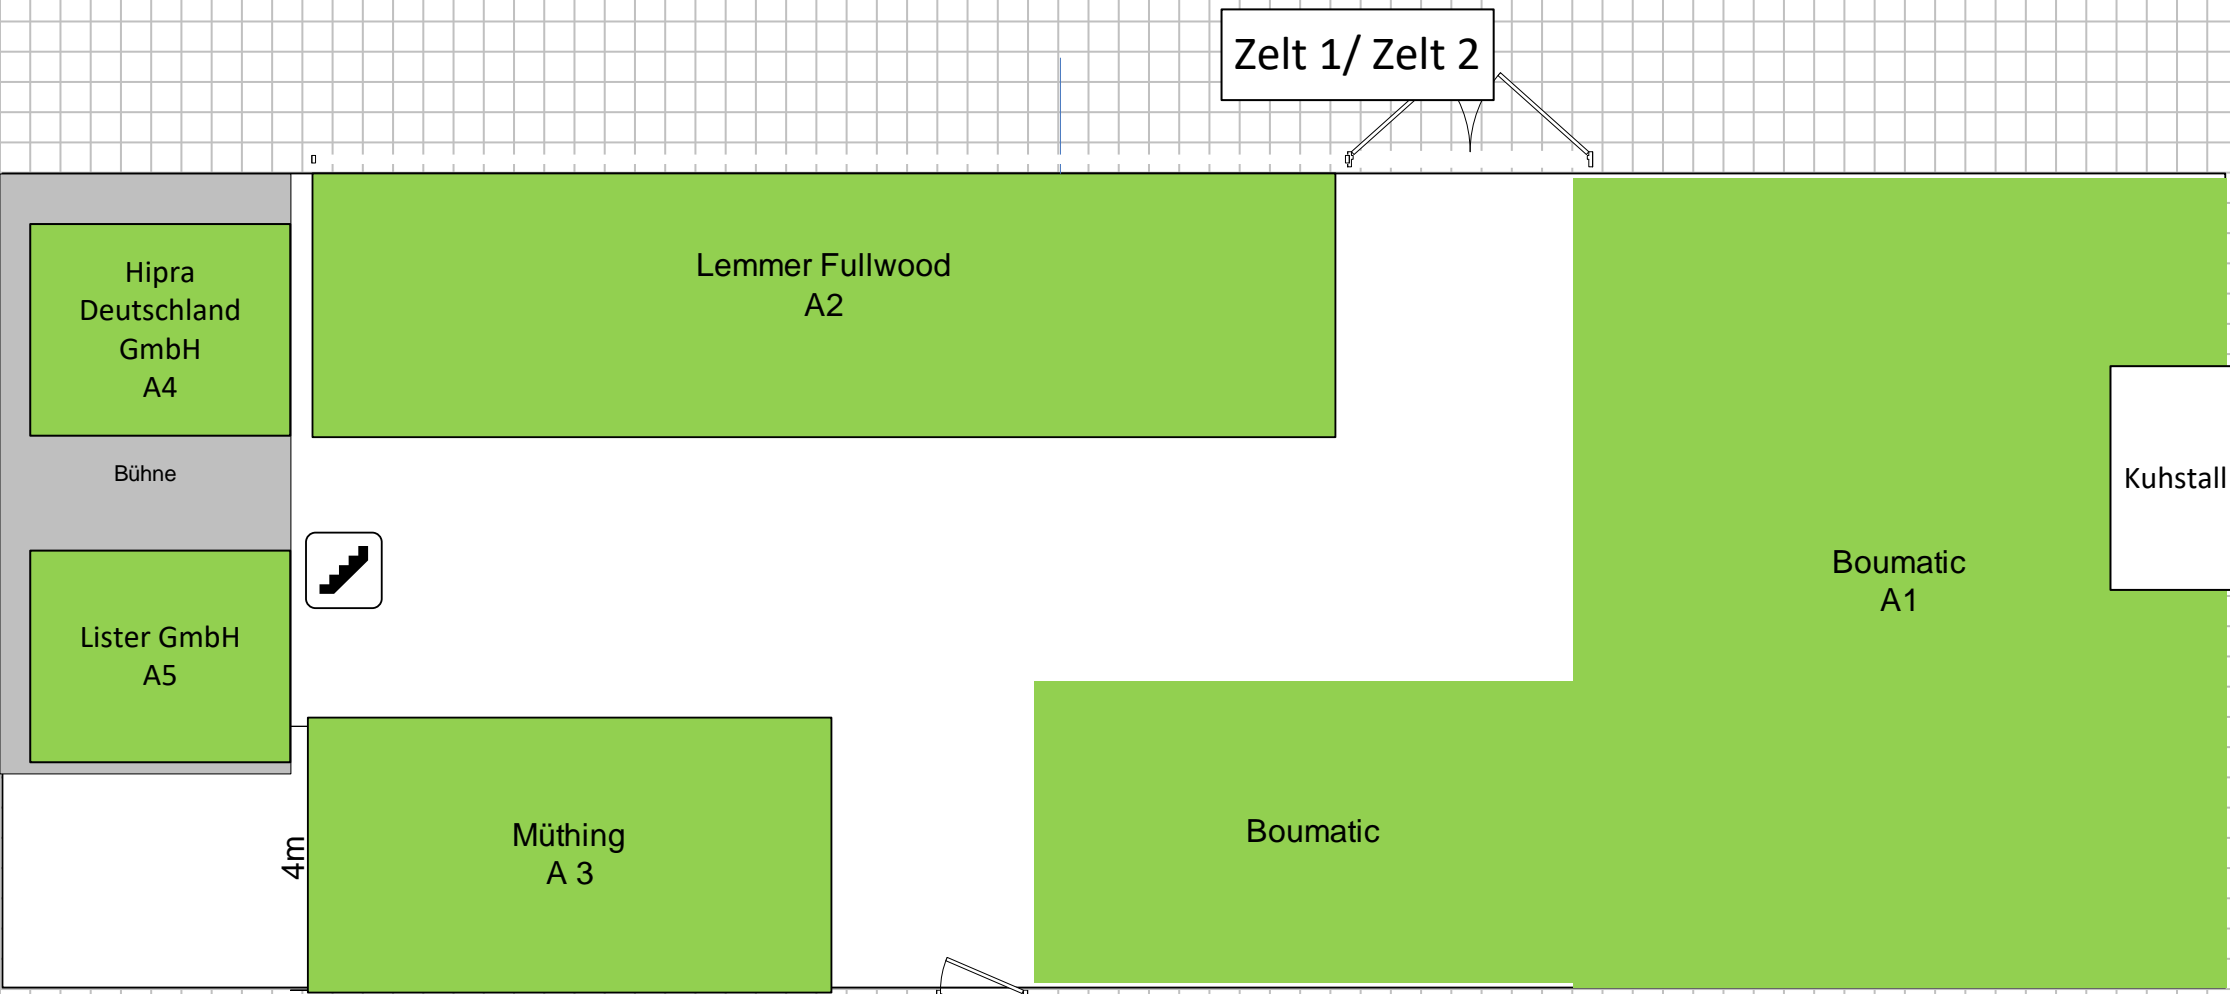 Zelt 1/ Zelt 2
Hipra
Deutschland
GmbH
A4
Lemmer Fullwood
A2
Bühne
Kuhstall
Boumatic
A1
Lister GmbH
A5
Müthing
A 3
4m
Boumatic